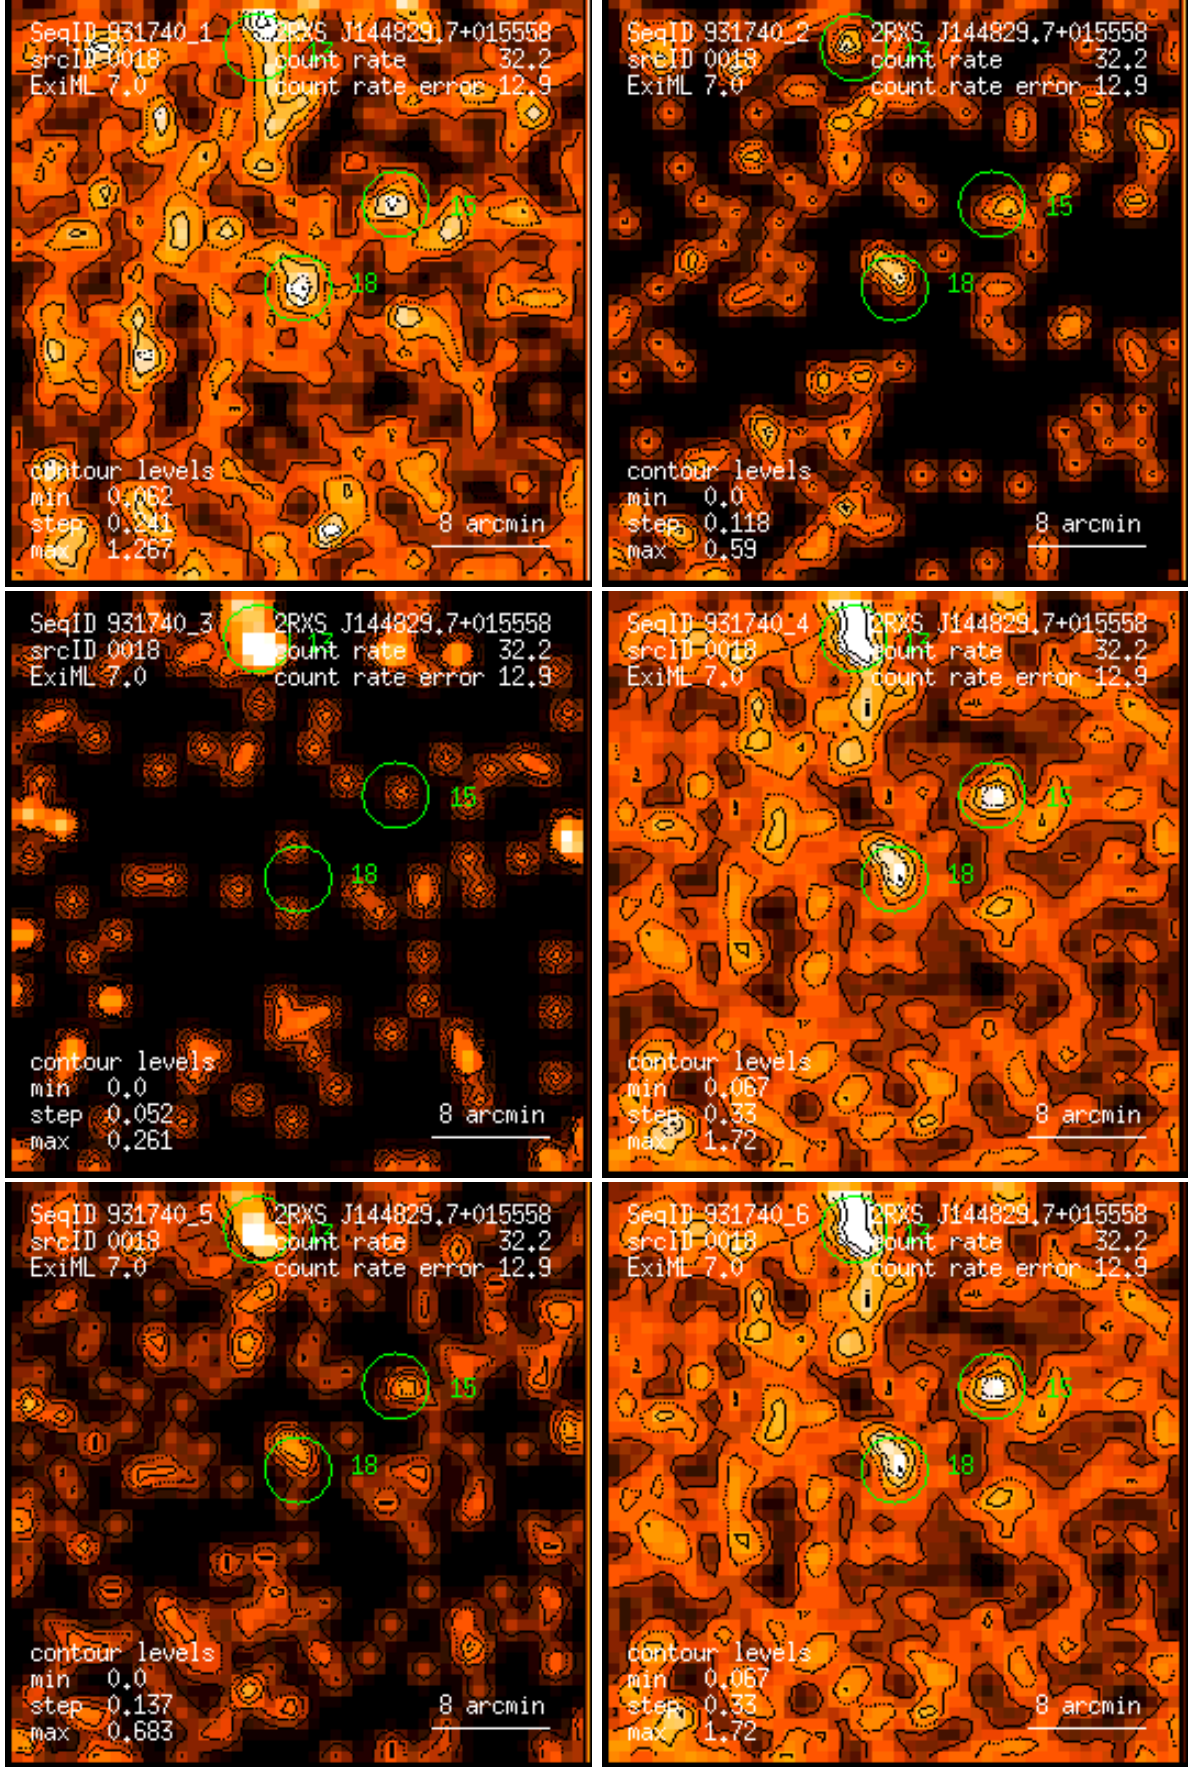 SeqID 931740_1 2RXS J144829.7+015558
srcID 0018 13 count rate 32.2
ExiML 7.0 count rate error 12.9
15
18
contour levels
min 0.062
step 0.241
max 1.267
8 arcmin
SeqID 931740_2 2RXS J144829.7+015558
srcID 0018 13 count rate 32.2
ExiML 7.0 count rate error 12.9
15
18
contour levels
min 0.0
step 0.118
max 0.59
8 arcmin
SeqID 931740_3 2RXS J144829.7+015558
srcID 0018 13 count rate 32.2
ExiML 7.0 count rate error 12.9
15
18
contour levels
min 0.0
step 0.052
max 0.261
8 arcmin
SeqID 931740_4 2RXS J144829.7+015558
srcID 0018 13 count rate 32.2
ExiML 7.0 count rate error 12.9
15
18
contour levels
min 0.067
step 0.33
max 1.72
8 arcmin
SeqID 931740_5 2RXS J144829.7+015558
srcID 0018 13 count rate 32.2
ExiML 7.0 count rate error 12.9
15
18
contour levels
min 0.0
step 0.137
max 0.683
8 arcmin
SeqID 931740_6 2RXS J144829.7+015558
srcID 0018 13 count rate 32.2
ExiML 7.0 count rate error 12.9
15
18
contour levels
min 0.067
step 0.33
max 1.72
8 arcmin